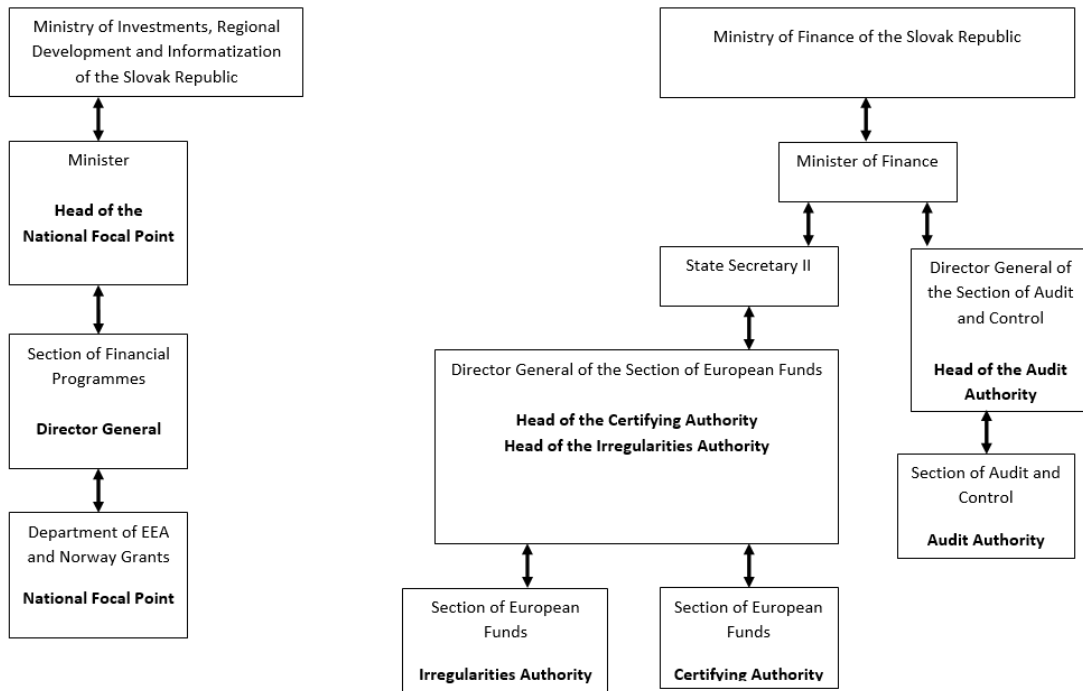 Ministry of Investments, Regional
Development and Informatization
of the Slovak Republic
Minister
Head of the
National Focal Point
Section of Financial
Programmes
Director General
Department of EEA
and Norway Grants
National Focal Point
Ministry of Finance of the Slovak Republic
Minister of Finance
State Secretary II
Director General of
the Section of Audit
and Control
Head of the Audit
Authority
Director General of the Section of European Funds
Head of the Certifying Authority
Head of the Irregularities Authority
Section of Audit and
Control
Audit Authority
Section of European
Funds
Irregularities Authority
Section of European
Funds
Certifying Authority